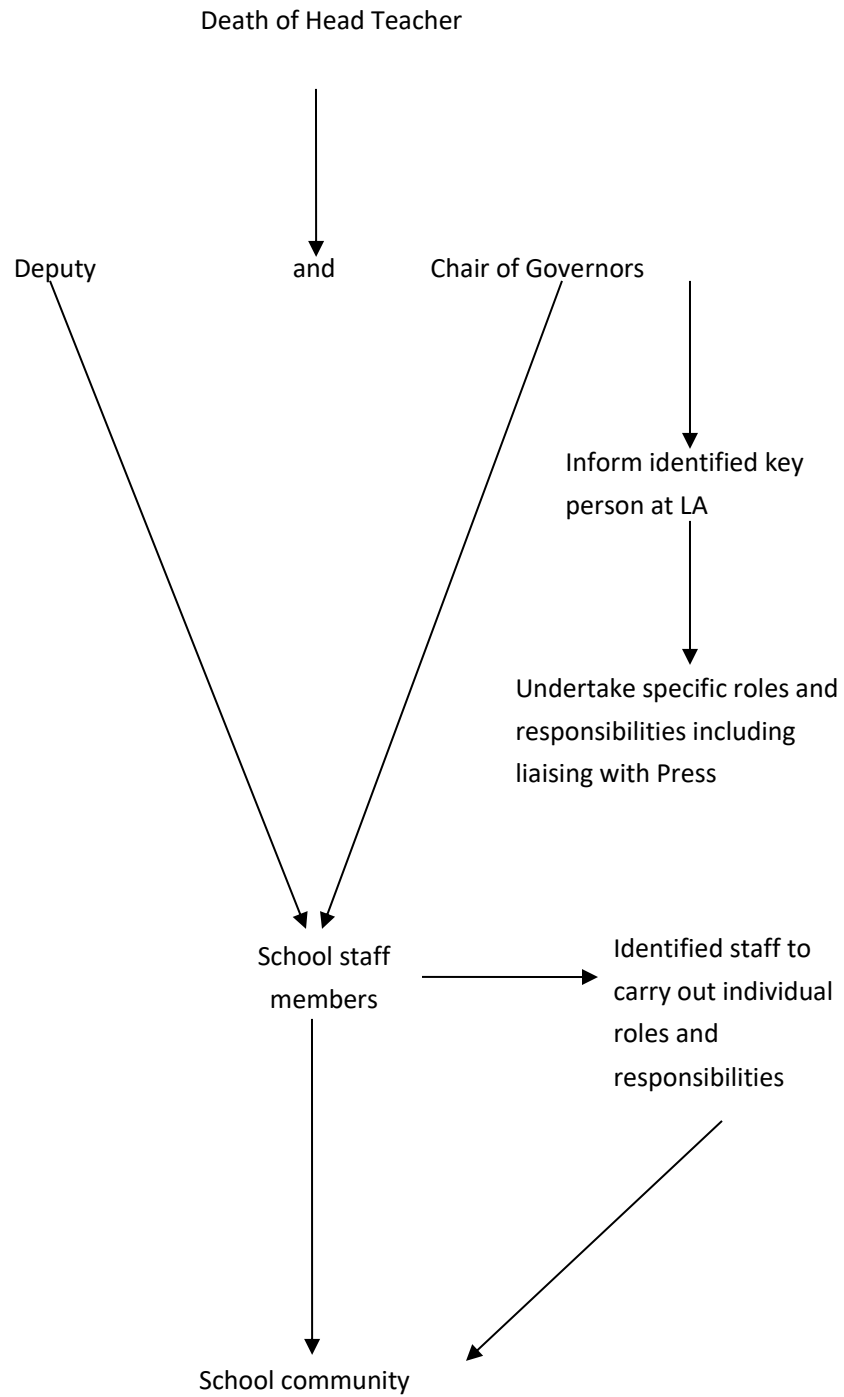 Death of Head Teacher
Deputy and Chair of Governors
Inform identified key
person at LA
Undertake specific roles and
responsibilities including
liaising with Press
School staff
members
Identified staff to
carry out individual
roles and
responsibilities
School community